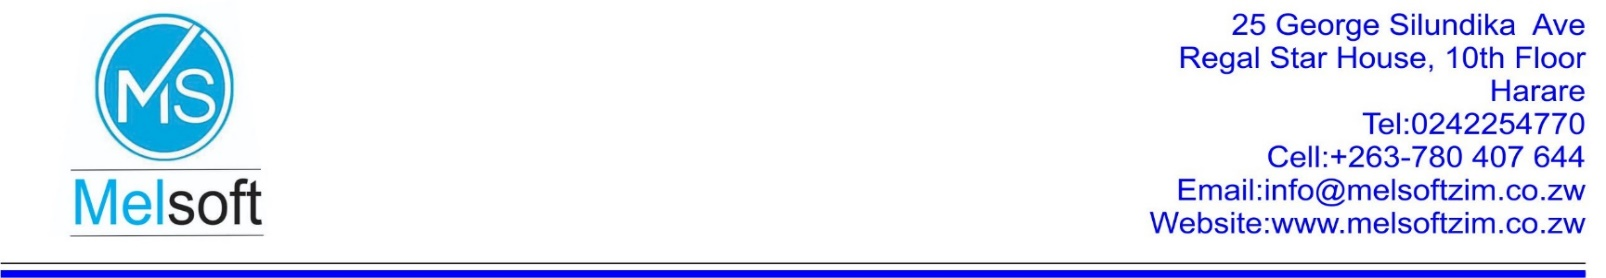 MS
Melsoft
25 George Silundika  Ave
Regal Star House, 10th Floor
Harare
Tel:0242254770
Cell:+263-780 407 644
Email:info@melsoftzim.co.zw
Website:www.melsoftzim.co.zw